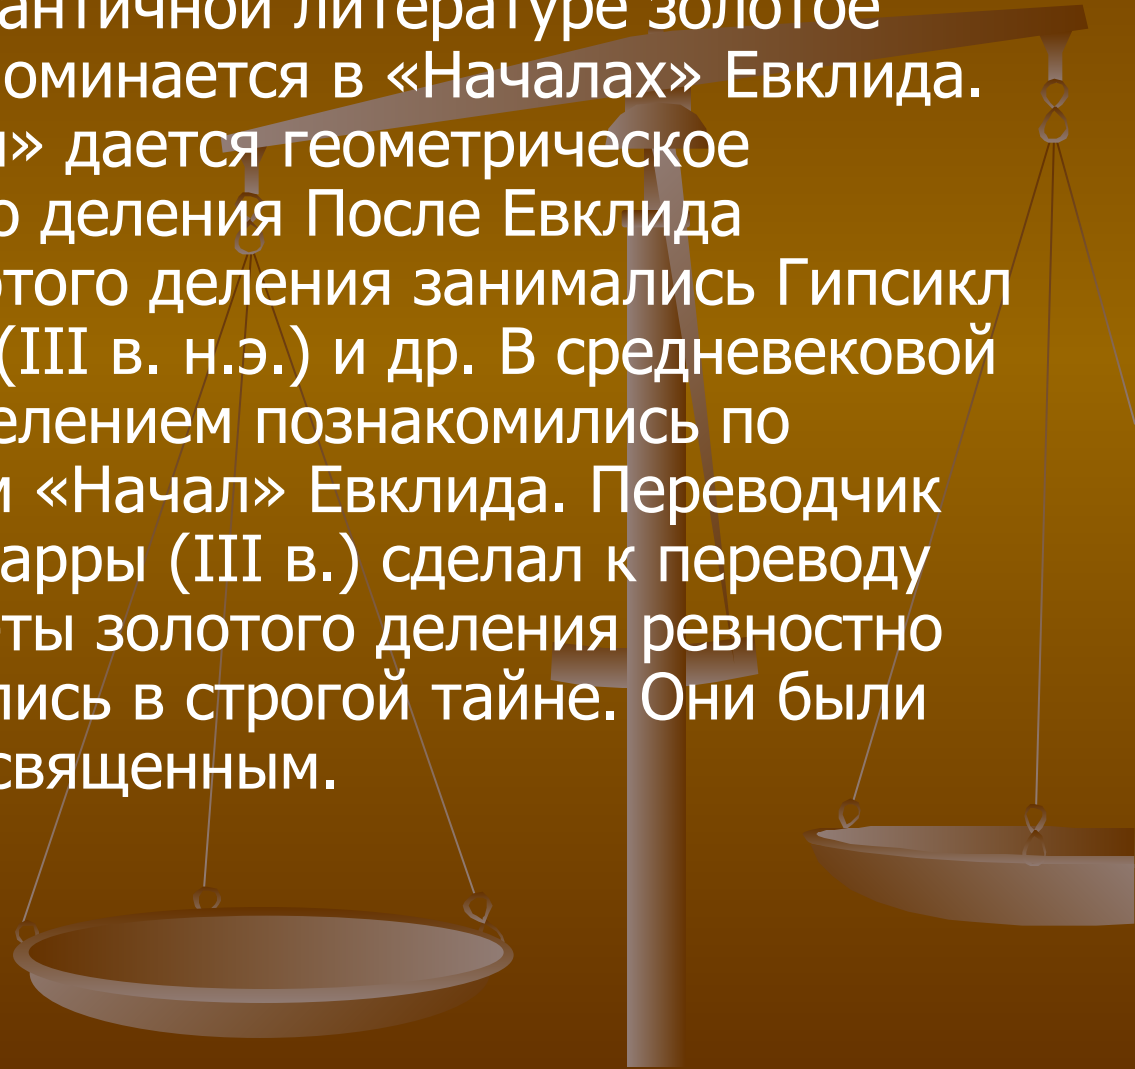 античной литературе золотое
оминается в «Началах» Евклида.
» дается геометрическое
о деления После Евклида
отого деления занимались Гипсикл
(III в. н.э.) и др. В средневековой
елением познакомились по
м «Начал» Евклида. Переводчик
арры (III в.) сделал к переводу
ты золотого деления ревностно
лись в строгой тайне. Они были
священным.